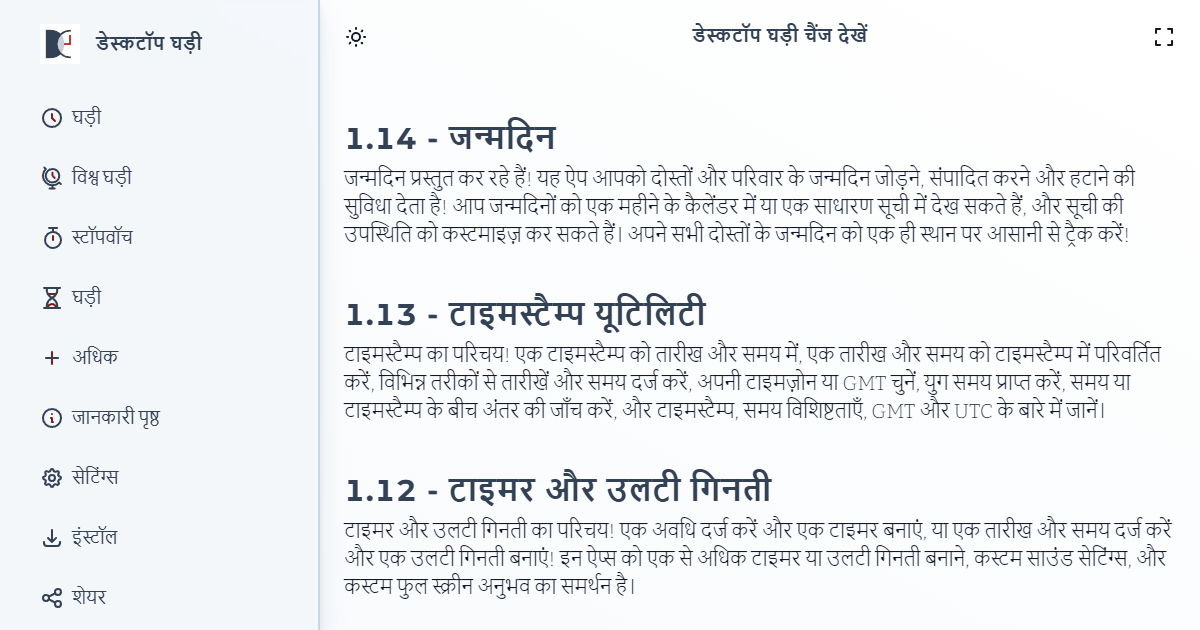 डेस्कटॉप घड़ी
घड़ी
विश्व घड़ी
स्टॉपवॉच
घड़ी
अधिक
जानकारी पृष्ठ
सेटिंग्स
इंस्टॉल
शेयर
डेस्कटॉप घड़ी चैंज देखें
1.14 - जन्मदिन
जन्मदिन प्रस्तुत कर रहे हैं! यह ऐप आपको दोस्तों और परिवार के जन्मदिन जोड़ने, संपादित करने और हटाने की
सुविधा देता है! आप जन्मदिनों को एक महीने के कैलेंडर में या एक साधारण सूची में देख सकते हैं, और सूची की
उपस्थिति को कस्टमाइज़ कर सकते हैं। अपने सभी दोस्तों के जन्मदिन को एक ही स्थान पर आसानी से ट्रैक करें!
1.13 - टाइमस्टैम्प यूटिलिटी
टाइमस्टैम्प का परिचय! एक टाइमस्टैम्प को तारीख और समय में, एक तारीख और समय को टाइमस्टैम्प में परिवर्तित
करें, विभिन्न तरीकों से तारीखें और समय दर्ज करें, अपनी टाइमज़ोन या GMT चुनें, युग समय प्राप्त करें, समय या
टाइमस्टैम्प के बीच अंतर की जाँच करें, और टाइमस्टैम्प, समय विशिष्टताएँ, GMT और UTC के बारे में जानें।
1.12 - टाइमर और उलटी गिनती
टाइमर और उलटी गिनती का परिचय! एक अवधि दर्ज करें और एक टाइमर बनाएं, या एक तारीख और समय दर्ज करें
और एक उलटी गिनती बनाएं! इन ऐप्स को एक से अधिक टाइमर या उलटी गिनती बनाने, कस्टम साउंड सेटिंग्स, और
कस्टम फुल स्क्रीन अनुभव का समर्थन है।